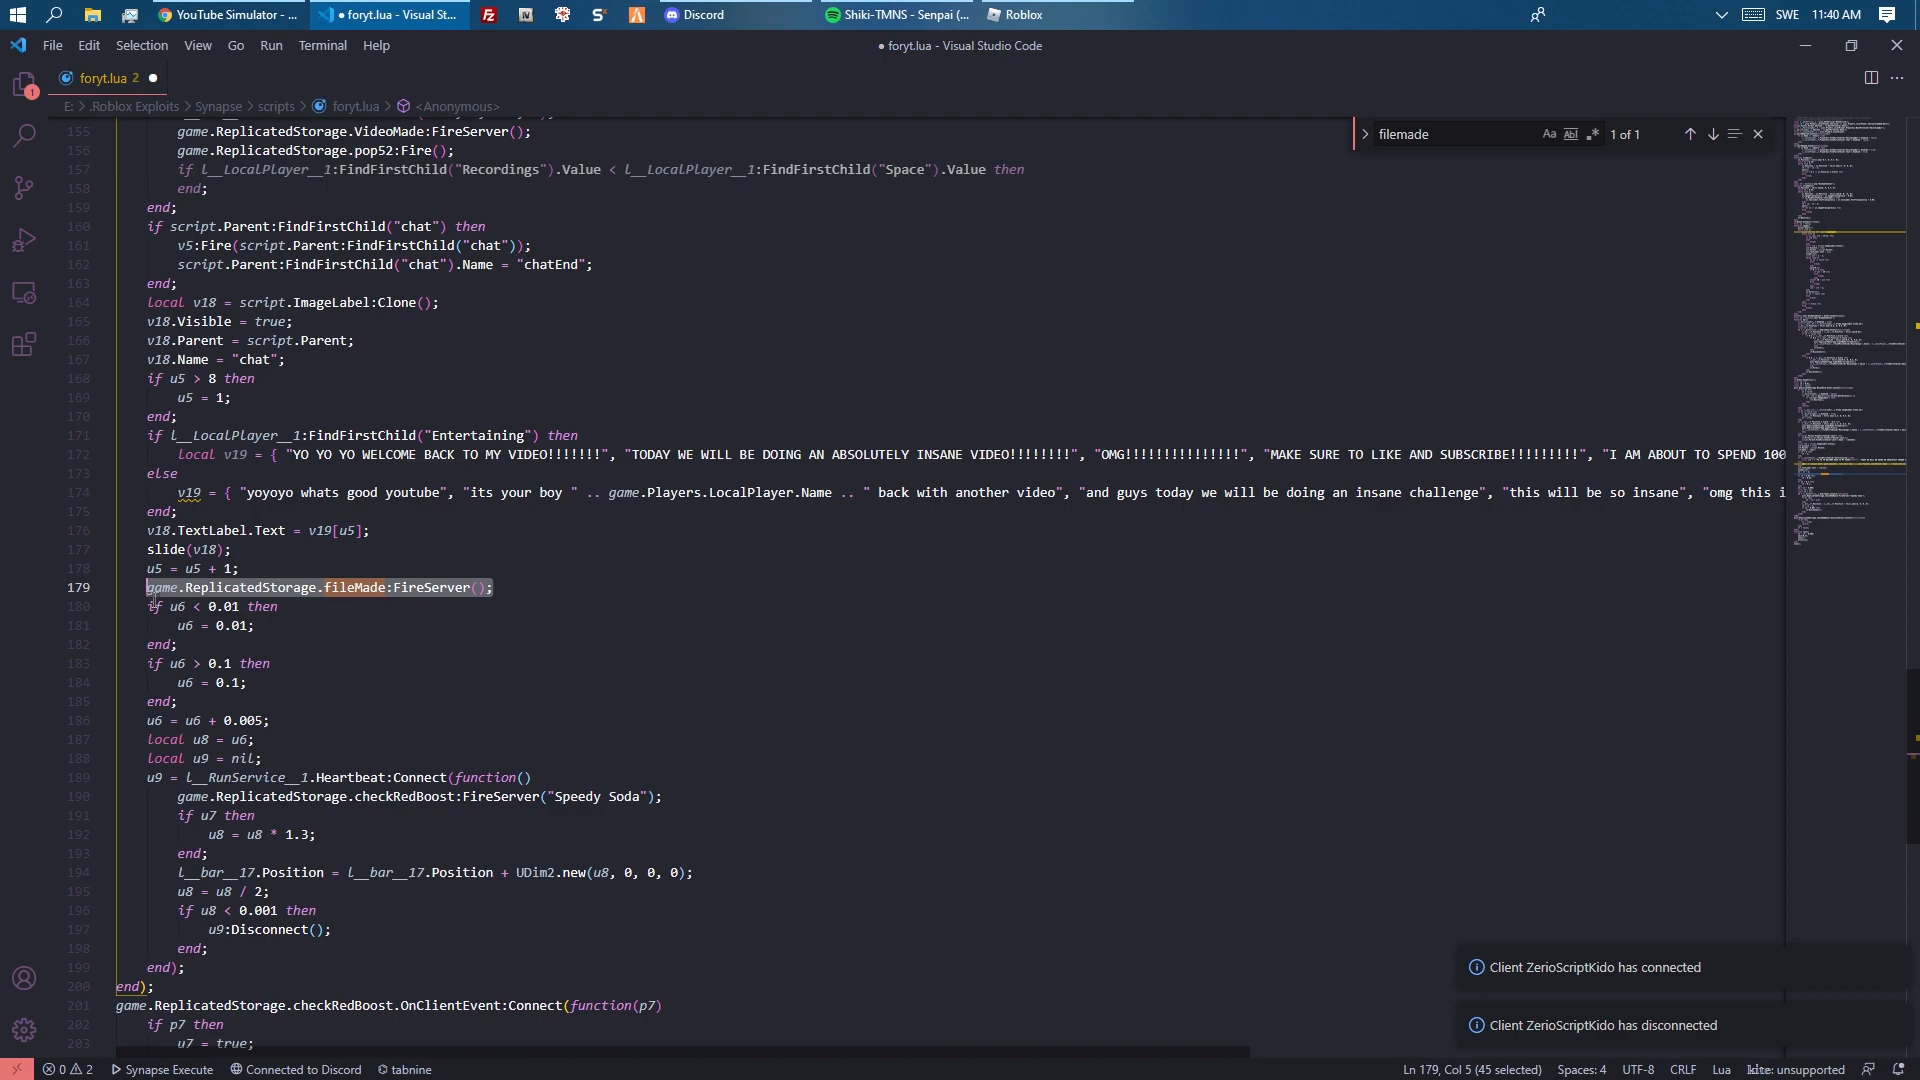 YouTube Simulator - ...
● foryt.lua - Visual St...
Discord
Shiki-TMNS - Senpai (...
Roblox
SWE
11:40 AM
File Edit Selection View Go Run Terminal Help
● foryt.lua - Visual Studio Code
foryt.lua 2 ●
E: > .Roblox Exploits > Synapse > scripts > foryt.lua > <Anonymous>
filemade
1 of 1
155 game.ReplicatedStorage.VideoMade:FireServer();
156 game.ReplicatedStorage.pop52:Fire();
157 if l__LocalPlayer__1:FindFirstChild("Recordings").Value < l__LocalPlayer__1:FindFirstChild("Space").Value then
158 end;
159 end;
160 if script.Parent:FindFirstChild("chat") then
161 v5:Fire(script.Parent:FindFirstChild("chat"));
162 script.Parent:FindFirstChild("chat").Name = "chatEnd";
163 end;
164 local v18 = script.ImageLabel:Clone();
165 v18.Visible = true;
166 v18.Parent = script.Parent;
167 v18.Name = "chat";
168 if u5 > 8 then
169 u5 = 1;
170 end;
171 if l__LocalPlayer__1:FindFirstChild("Entertaining") then
172 local v19 = { "YO YO YO WELCOME BACK TO MY VIDEO!!!!!!!", "TODAY WE WILL BE DOING AN ABSOLUTELY INSANE VIDEO!!!!!!!!", "OMG!!!!!!!!!!!!!!!", "MAKE SURE TO LIKE AND SUBSCRIBE!!!!!!!!!", "I AM ABOUT TO SPEND 100
173 else
174 v19 = { "yoyoyo whats good youtube", "its your boy " .. game.Players.LocalPlayer.Name .. " back with another video", "and guys today we will be doing an insane challenge", "this will be so insane", "omg this i
175 end;
176 v18.TextLabel.Text = v19[u5];
177 slide(v18);
178 u5 = u5 + 1;
179 game.ReplicatedStorage.fileMade:FireServer();
180 if u6 < 0.01 then
181 u6 = 0.01;
182 end;
183 if u6 > 0.1 then
184 u6 = 0.1;
185 end;
186 u6 = u6 + 0.005;
187 local u8 = u6;
188 local u9 = nil;
189 u9 = l__RunService__1.Heartbeat:Connect(function()
190 game.ReplicatedStorage.checkRedBoost:FireServer("Speedy Soda");
191 if u7 then
192 u8 = u8 * 1.3;
193 end;
194 l__bar__17.Position = l__bar__17.Position + UDim2.new(u8, 0, 0, 0);
195 u8 = u8 / 2;
196 if u8 < 0.001 then
197 u9:Disconnect();
198 end;
199 end);
200 end);
201 game.ReplicatedStorage.checkRedBoost.OnClientEvent:Connect(function(p7)
202 if p7 then
203 u7 = true;
Client ZerioScriptKido has connected
Client ZerioScriptKido has disconnected
0 2 Synapse Execute Connected to Discord tabnine
Ln 179, Col 5 (45 selected) Spaces: 4 UTF-8 CRLF Lua kite: unsupported